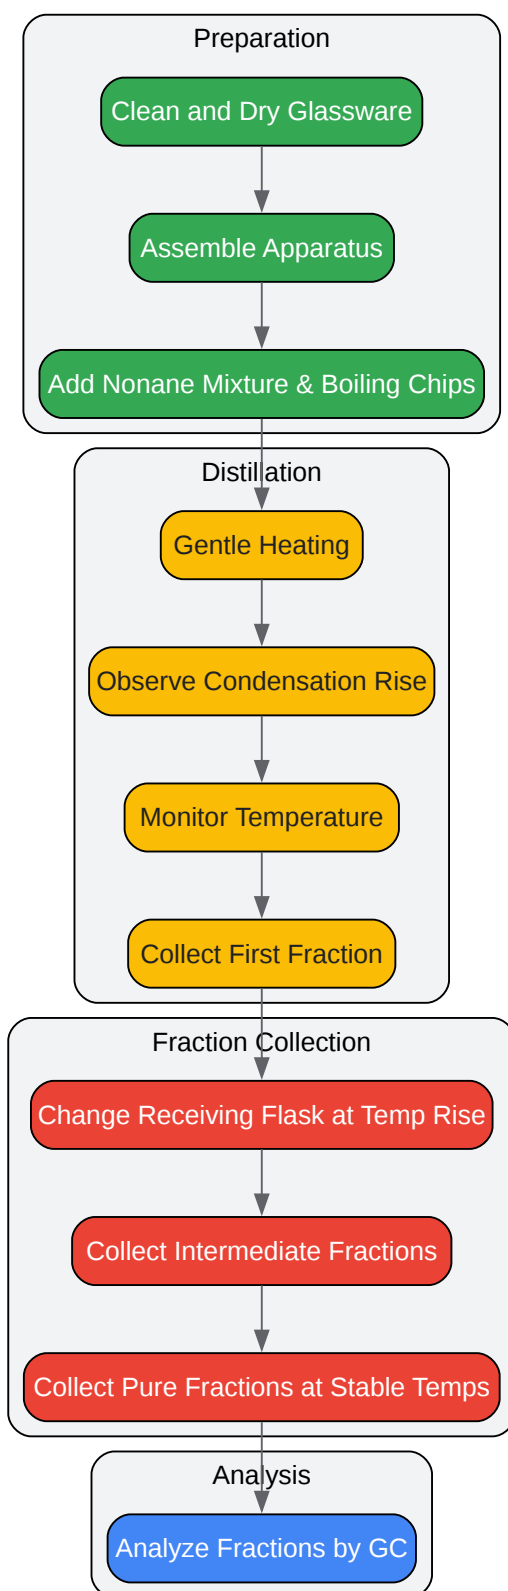 Preparation
Clean and Dry Glassware
Assemble Apparatus
Add Nonane Mixture & Boiling Chips
Distillation
Gentle Heating
Observe Condensation Rise
Monitor Temperature
Collect First Fraction
Fraction Collection
Change Receiving Flask at Temp Rise
Collect Intermediate Fractions
Collect Pure Fractions at Stable Temps
Analysis
Analyze Fractions by GC